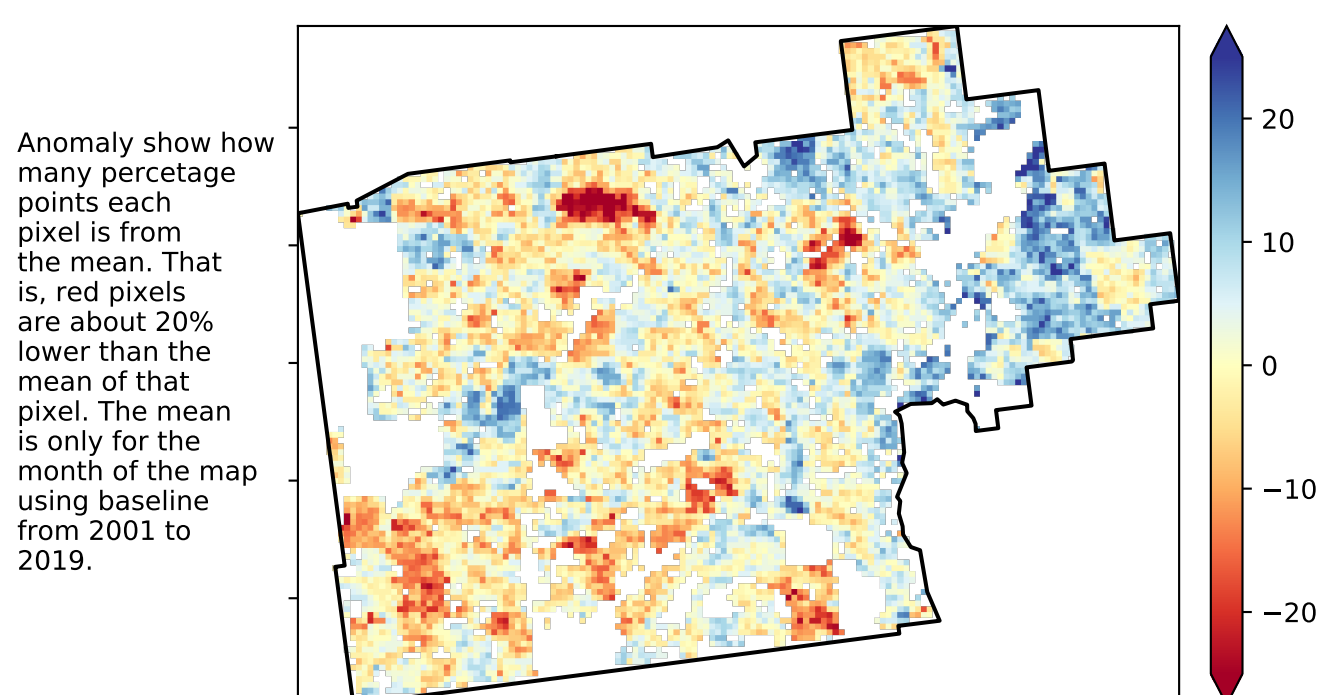 Anomaly show how
many percetage
points each
pixel is from
the mean. That
is, red pixels
are about 20%
lower than the
mean of that
pixel. The mean
is only for the
month of the map
using baseline
from 2001 to
2019.
20
10
0
−10
−20